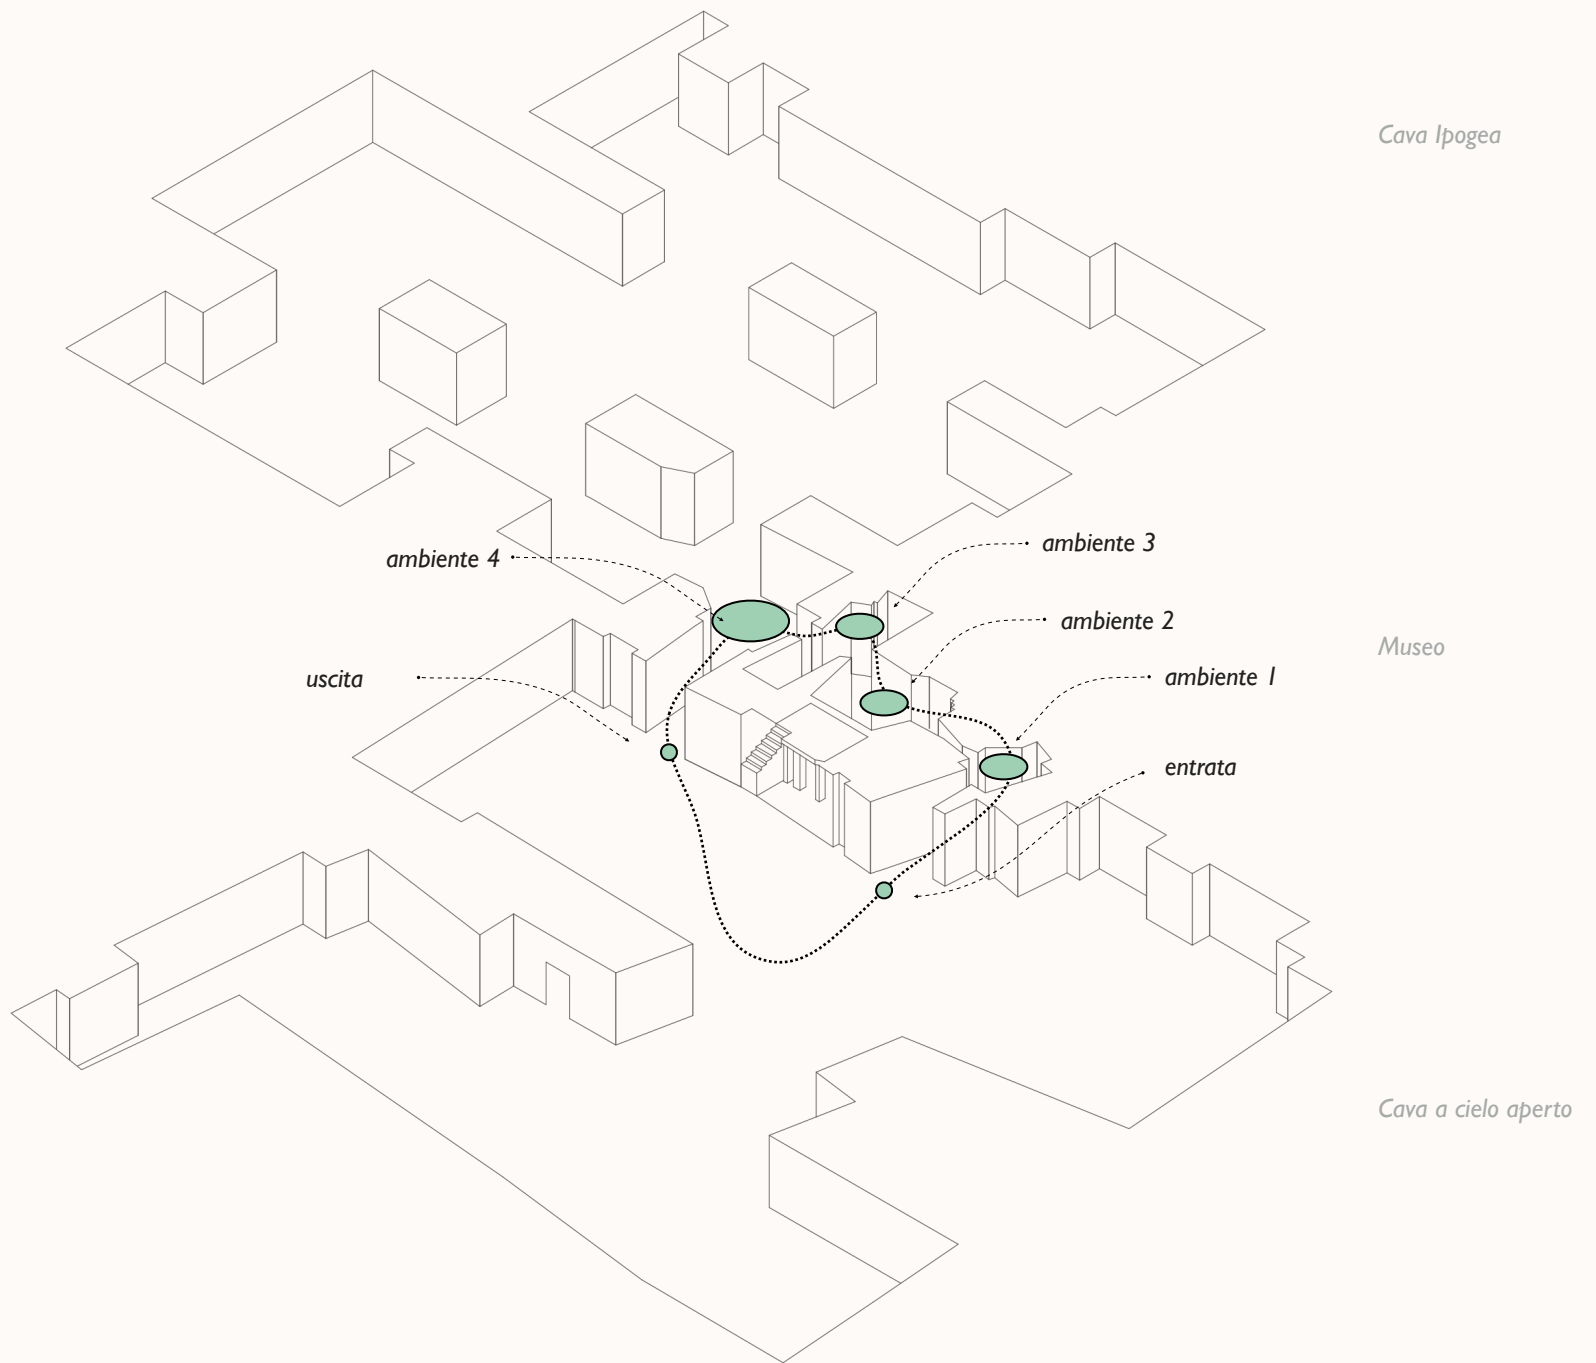 Cava Ipogea
ambiente 3
ambiente 4
ambiente 2
Museo
ambiente 1
uscita
entrata
Cava a cielo aperto